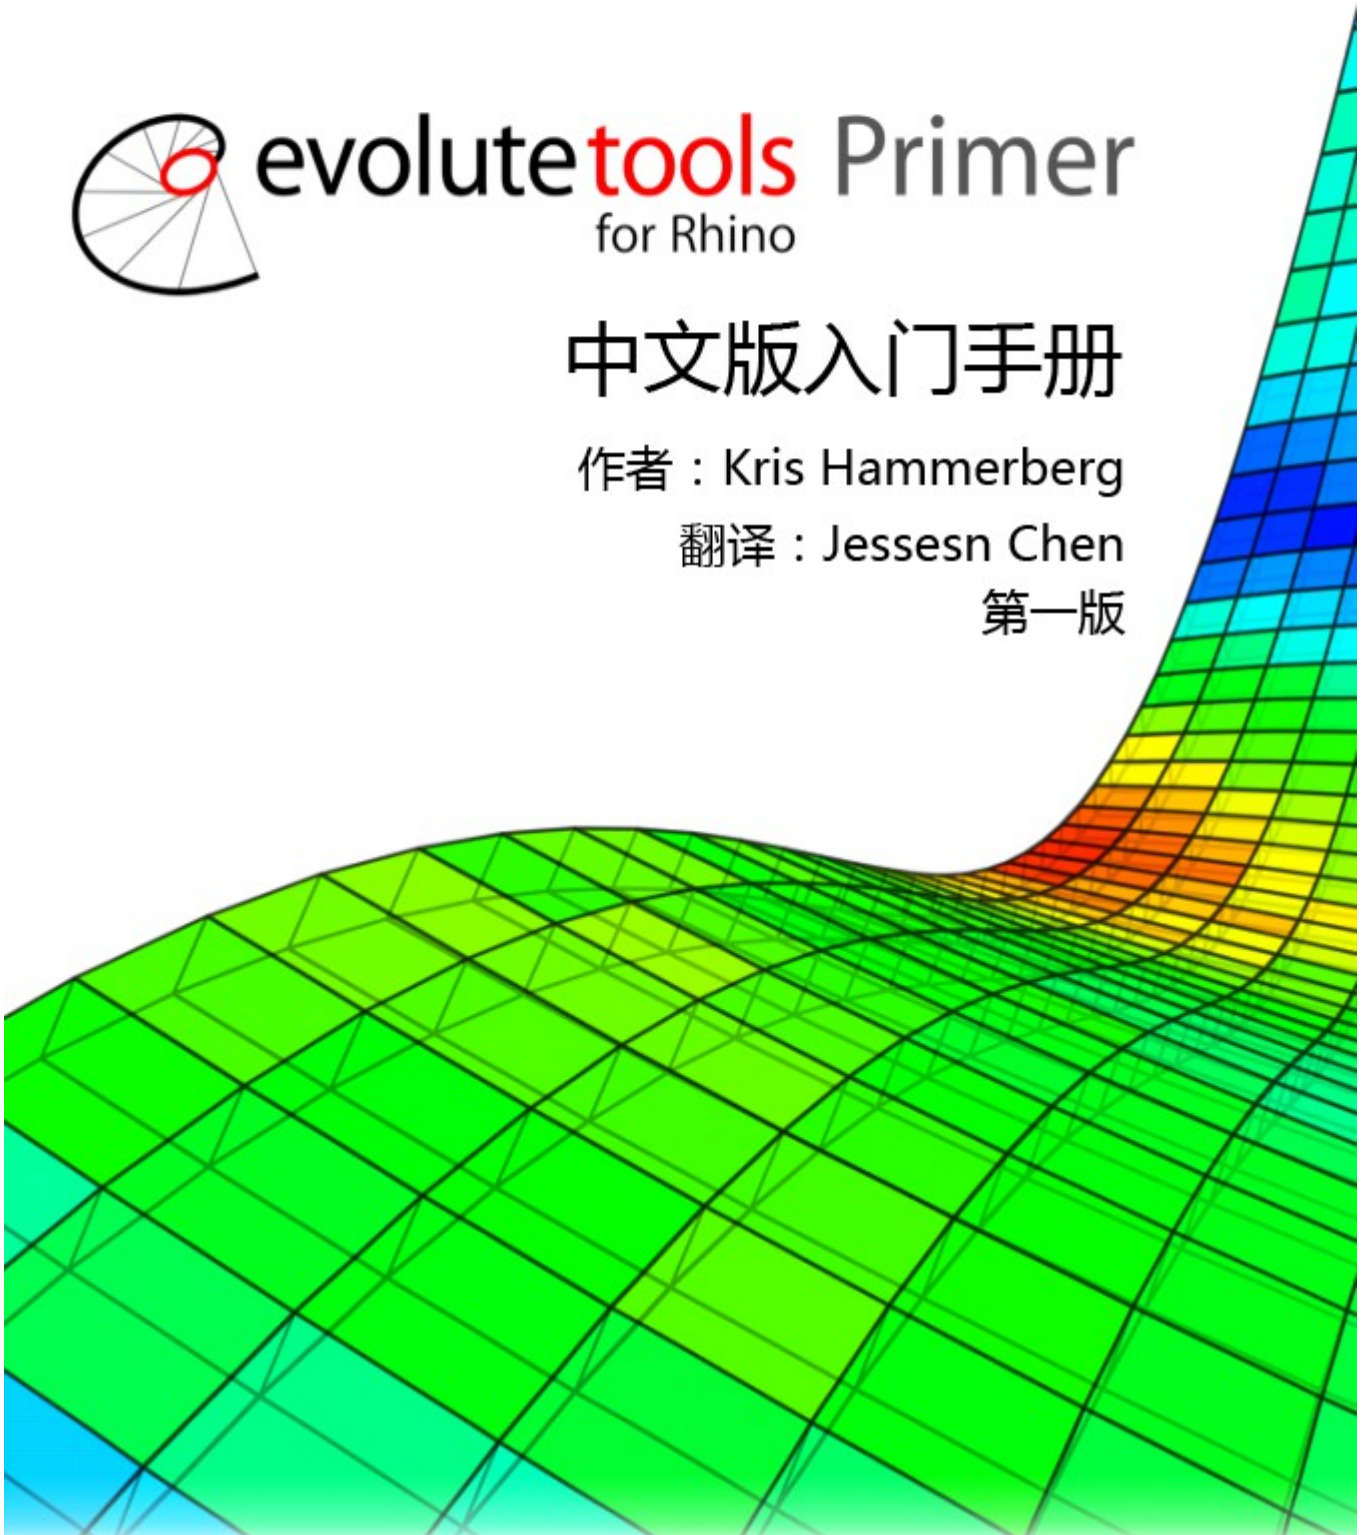 evolutetools Primer
for Rhino
中文版入门手册
作者：Kris Hammerberg
翻译：Jessesn Chen
第一版